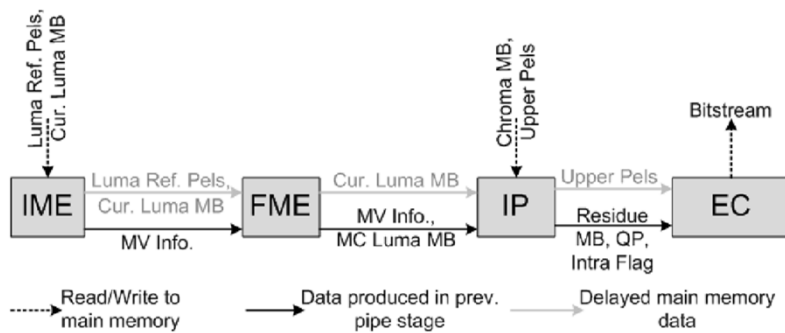 Luma Ref. Pels,
Cur. Luma MB
Chroma MB,
Upper Pels
Bitstream
IME
Luma Ref. Pels,
Cur. Luma MB
MV Info.
FME
Cur. Luma MB
MV Info.,
MC Luma MB
IP
Upper Pels
Residue
MB, QP,
Intra Flag
EC
Read/Write to
main memory
Data produced in prev.
pipe stage
Delayed main memory
data